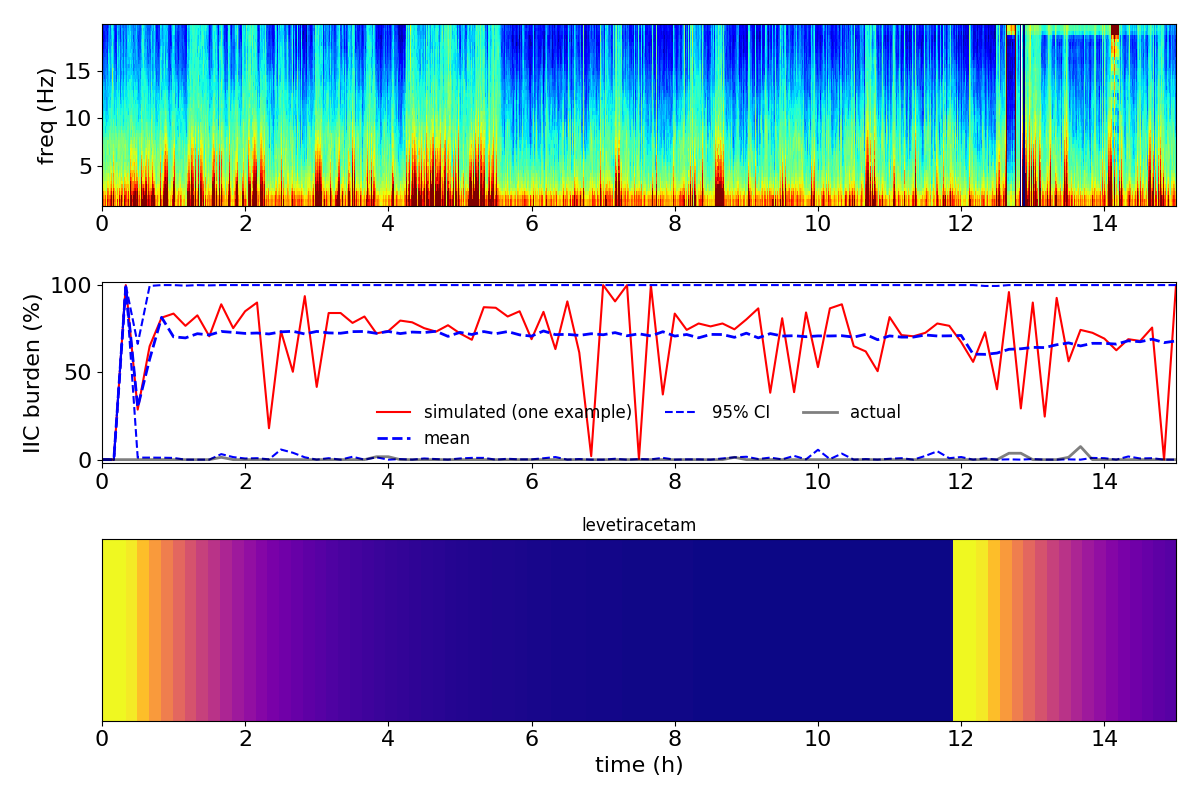 freq (Hz)
15
10
5
0 2 4 6 8 10 12 14
IIC burden (%)
100
50
0
simulated (one example) 95% CI actual
mean
0 2 4 6 8 10 12 14
levetiracetam
0 2 4 6 8 10 12 14
time (h)